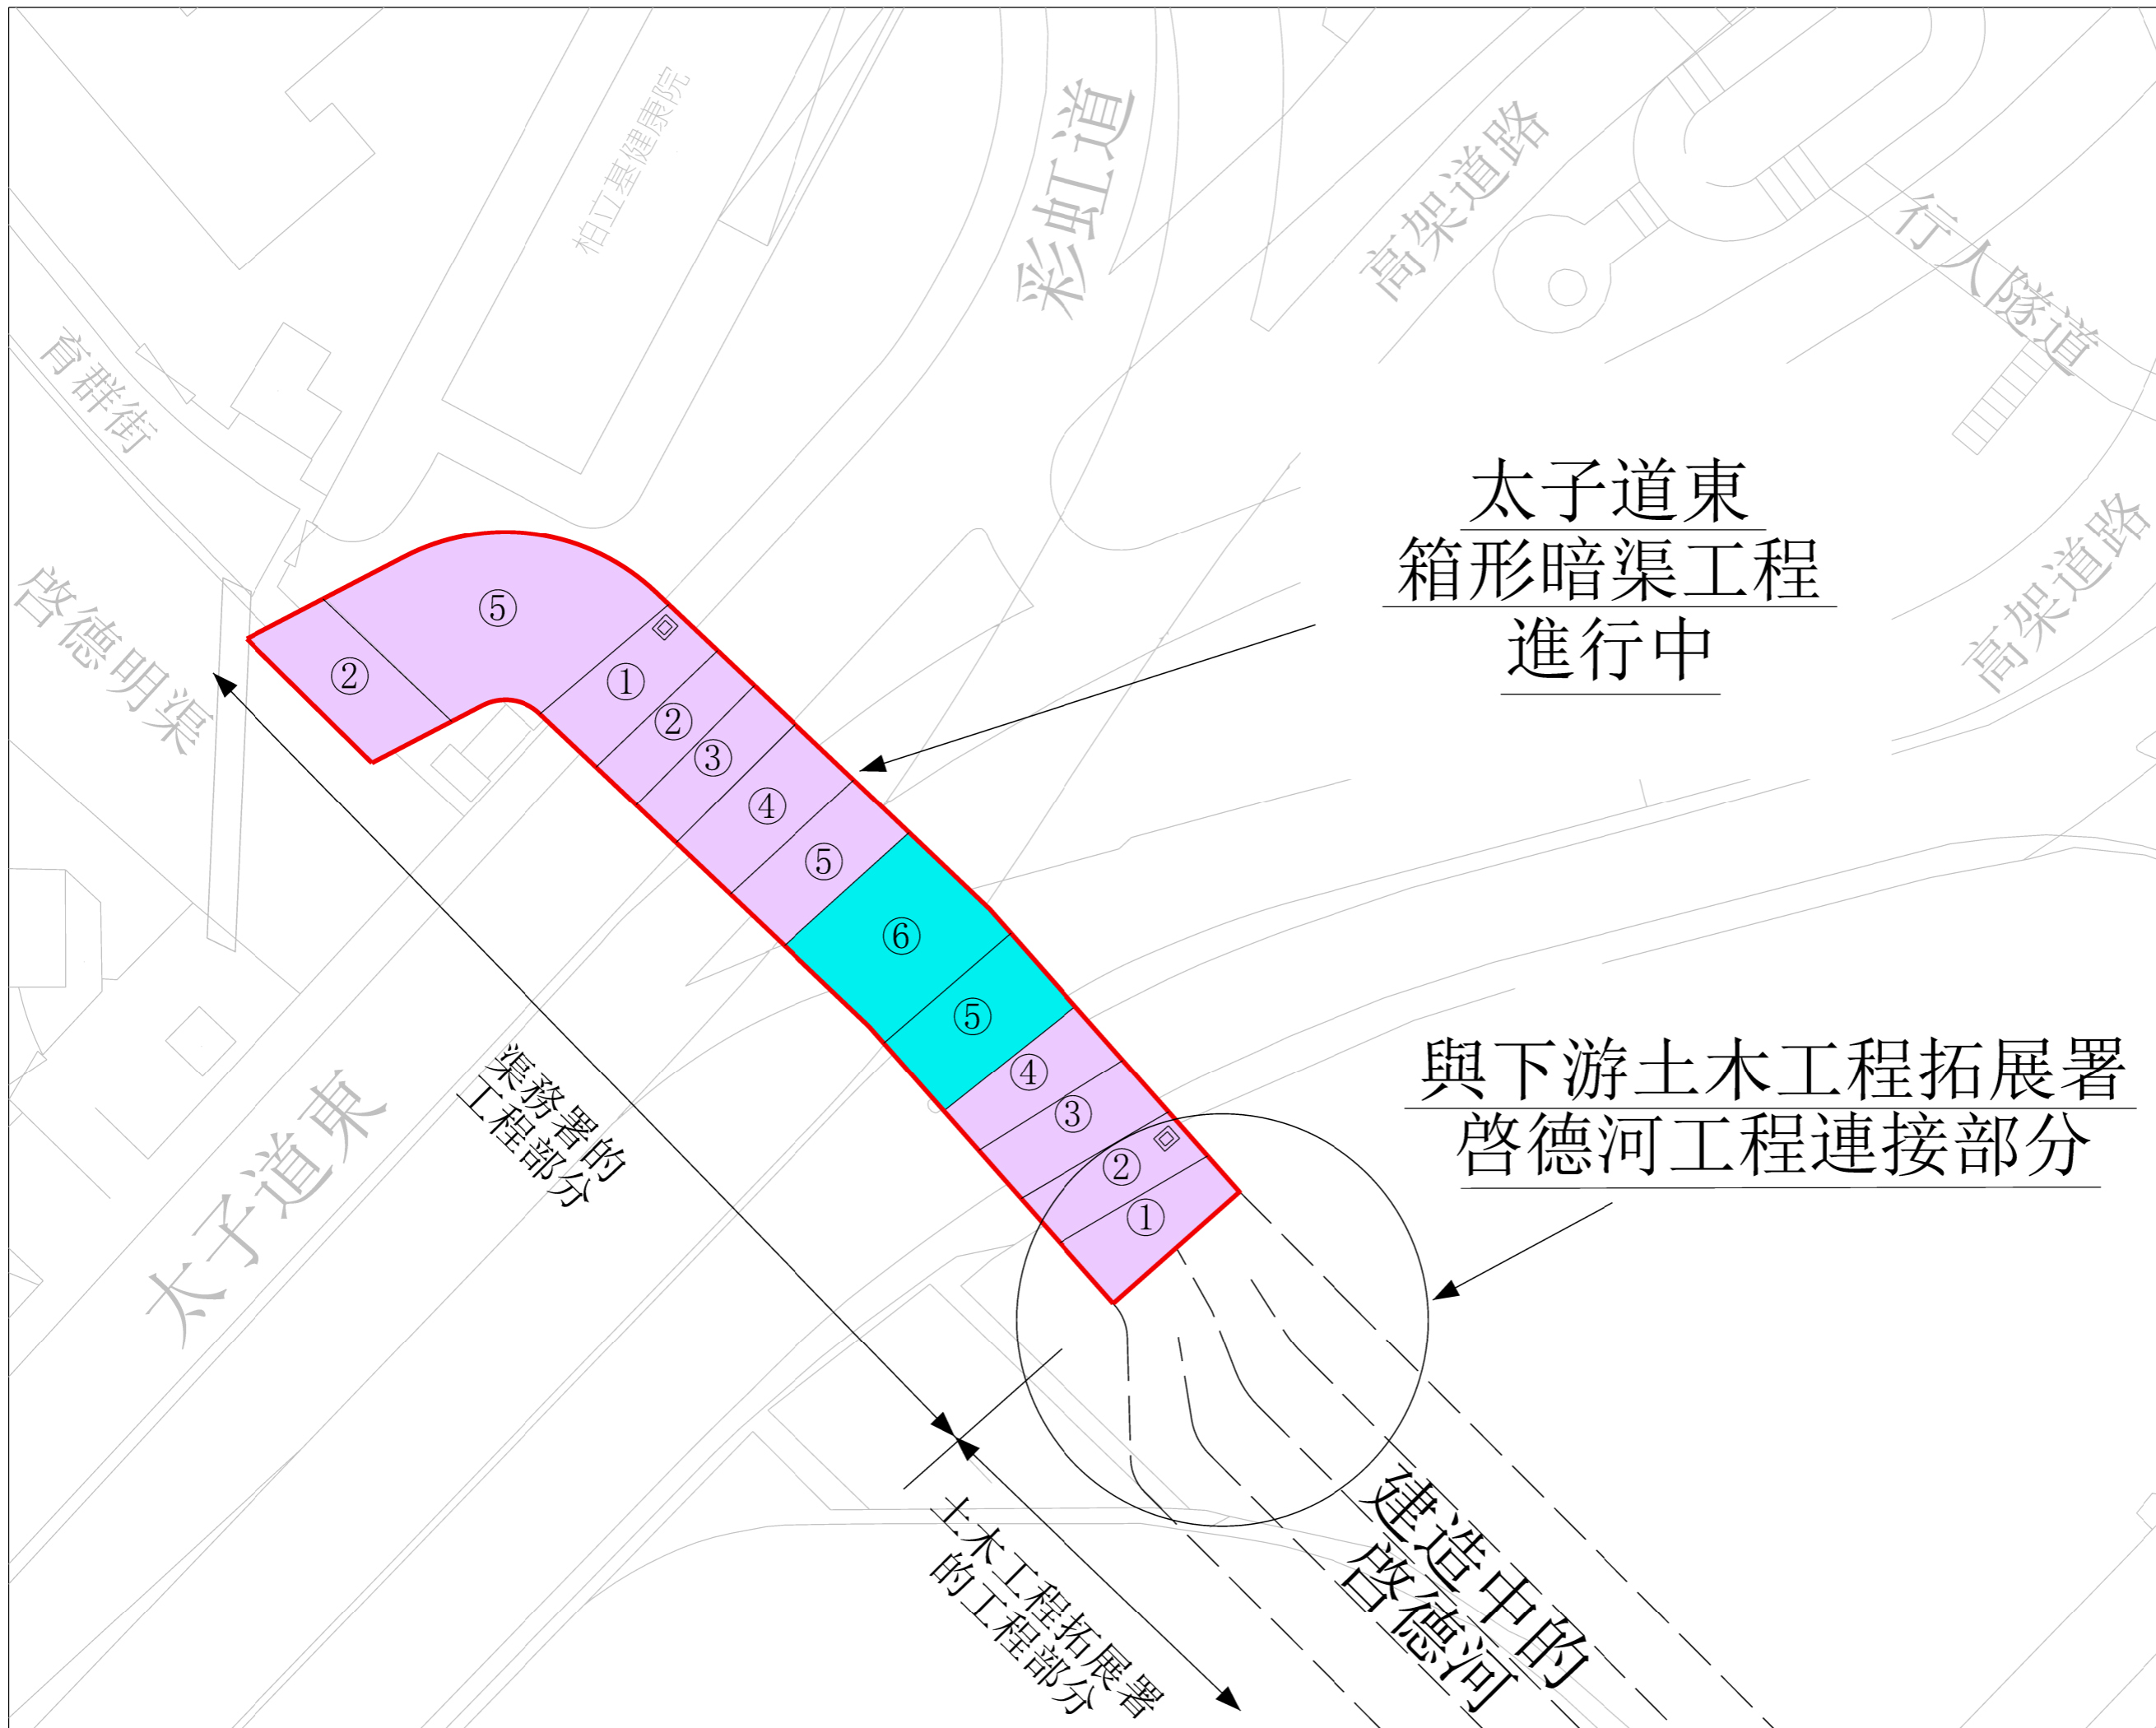 柏立基健康院
彩虹道
高架道路
行人隧道
育群街
太子道東
箱形暗渠工程
進行中
高架道路
啓德明渠
⑤
②
①
②
③
④
⑤
⑥
⑤
④
③
②
①
與下游土木工程拓展署
啓德河工程連接部分
渠務署的
工程部分
太子道東
土木工程拓展署
的工程部分
建造中的
啓德河